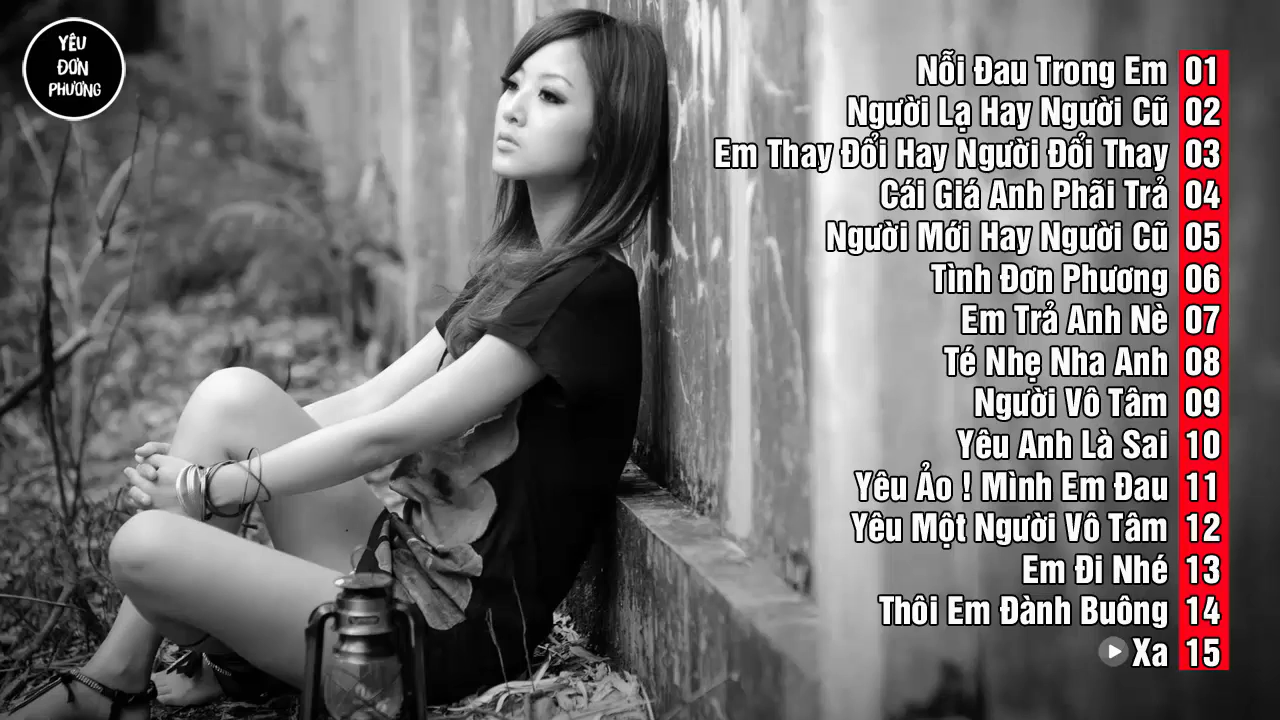 YÊU
ĐƠN
PHƯƠNG
Nỗi Đau Trong Em 01
Người Lạ Hay Người Cũ 02
Em Thay Đổi Hay Người Đổi Thay 03
Cái Giá Anh Phãi Trả 04
Người Mới Hay Người Cũ 05
Tình Đơn Phương 06
Em Trả Anh Nè 07
Té Nhẹ Nha Anh 08
Người Vô Tâm 09
Yêu Anh Là Sai 10
Yêu Ảo ! Mình Em Đau 11
Yêu Một Người Vô Tâm 12
Em Đi Nhé 13
Thôi Em Đành Buông 14
Xa 15